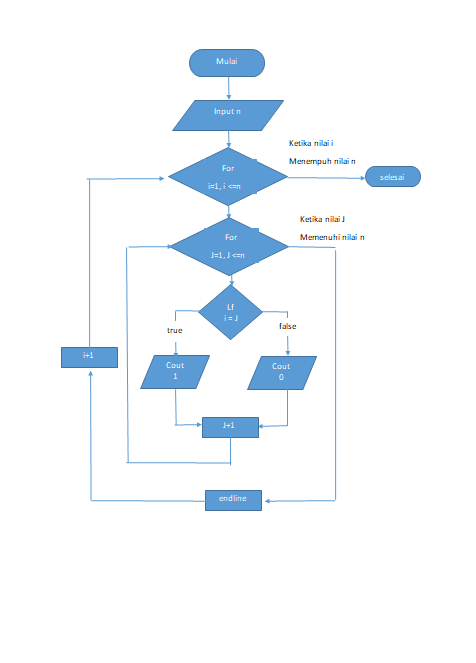 Mulai
Input n
For
i=1, i <=n
Ketika nilai i
Menempuh nilai n
selesai
For
J=1, J <=n
Ketika nilai J
Memenuhi nilai n
Lf
i = J
true
false
Cout
1
Cout
0
i+1
J+1
endline